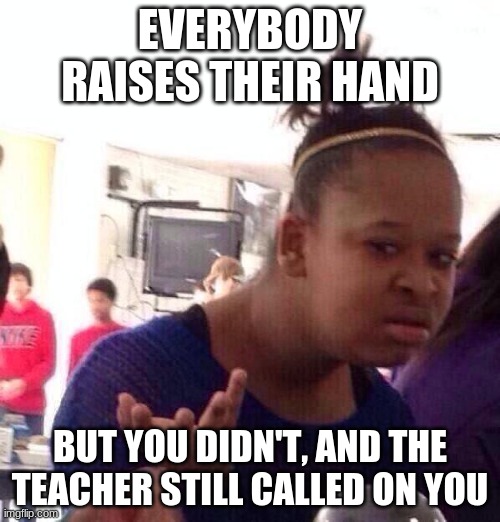 EVERYBODY
RAISES THEIR HAND
BUT YOU DIDN'T, AND THE
TEACHER STILL CALLED ON YOU
imgflip.com